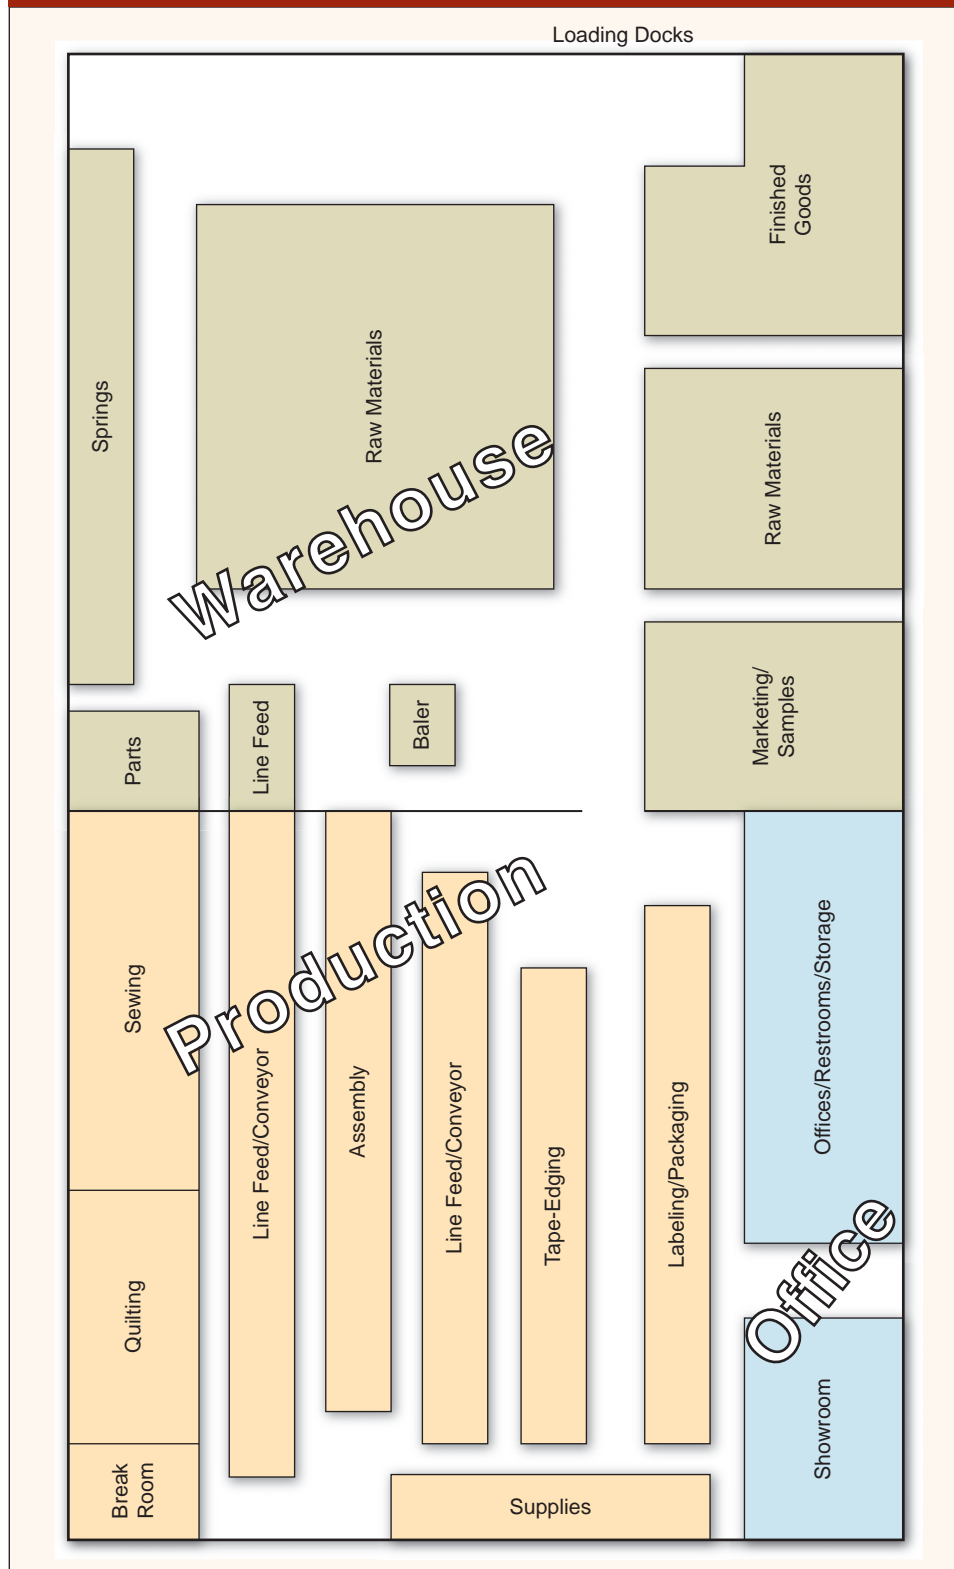 Loading Docks
Finished
Goods
Springs
Raw Materials
Raw Materials
Warehouse
Marketing/
Samples
Parts
Line Feed
Baler
Sewing
Production
Line Feed/Conveyor
Assembly
Line Feed/Conveyor
Tape-Edging
Labeling/Packaging
Offices/Restrooms/Storage
Quilting
Office
Break
Room
Supplies
Showroom